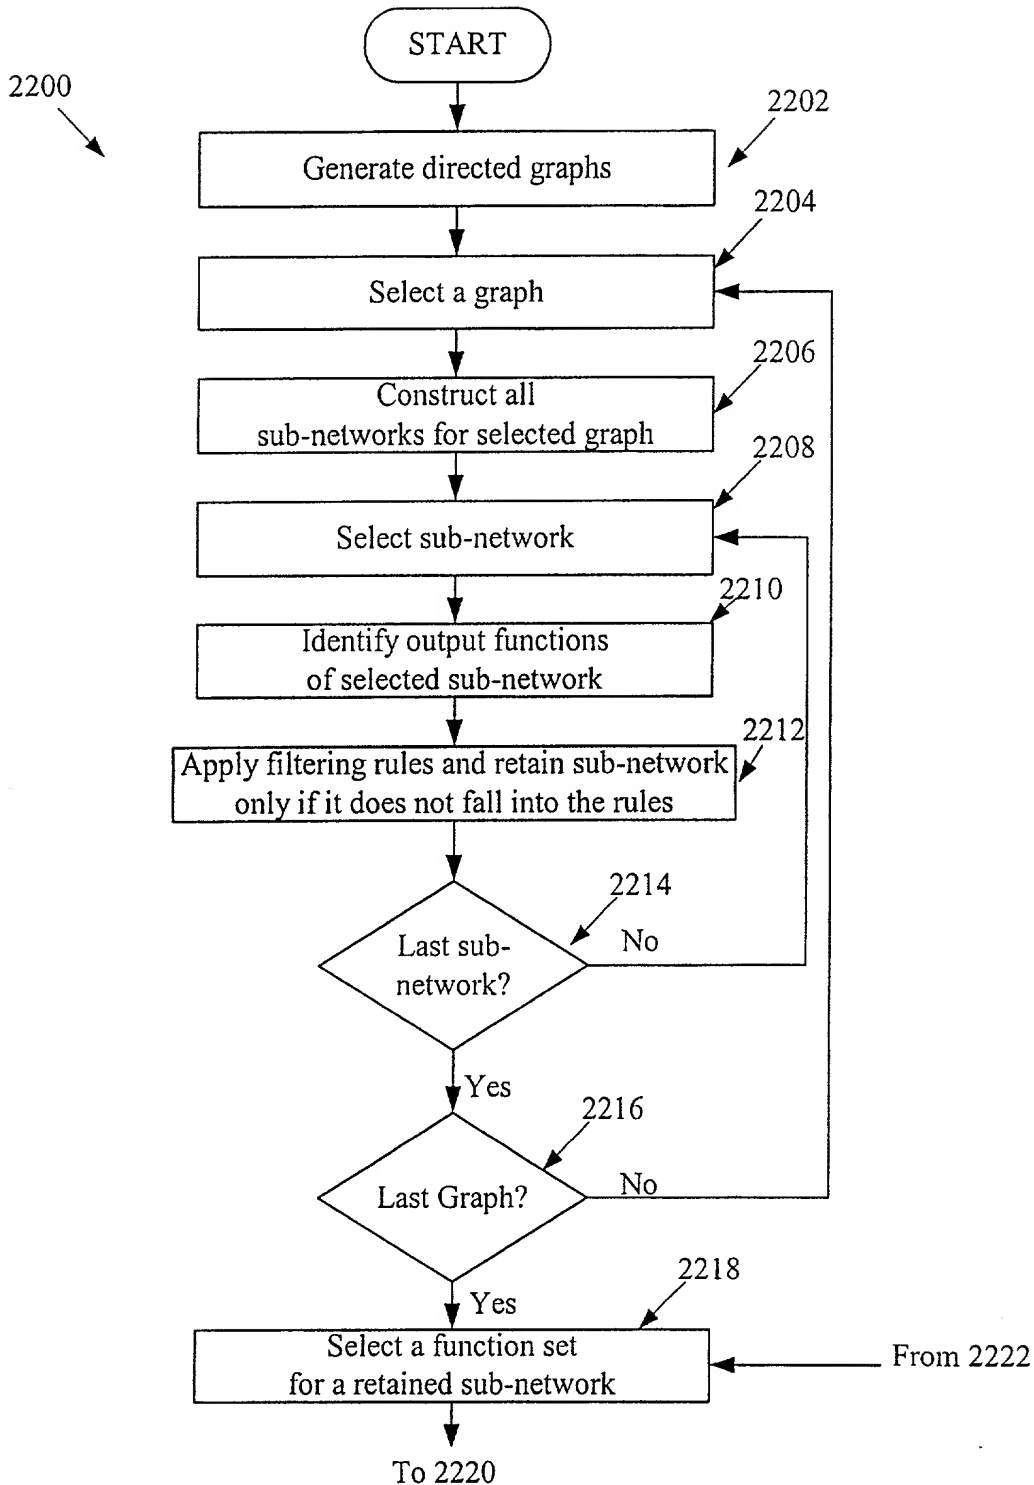 START
2200
2202
Generate directed graphs
2204
Select a graph
2206
Construct all
sub-networks for selected graph
2208
Select sub-network
2210
Identify output functions
of selected sub-network
2212
Apply filtering rules and retain sub-network
only if it does not fall into the rules
2214
Last sub-
network?
No
Yes
2216
Last Graph?
No
2218
Yes
Select a function set
for a retained sub-network
From 2222
To 2220